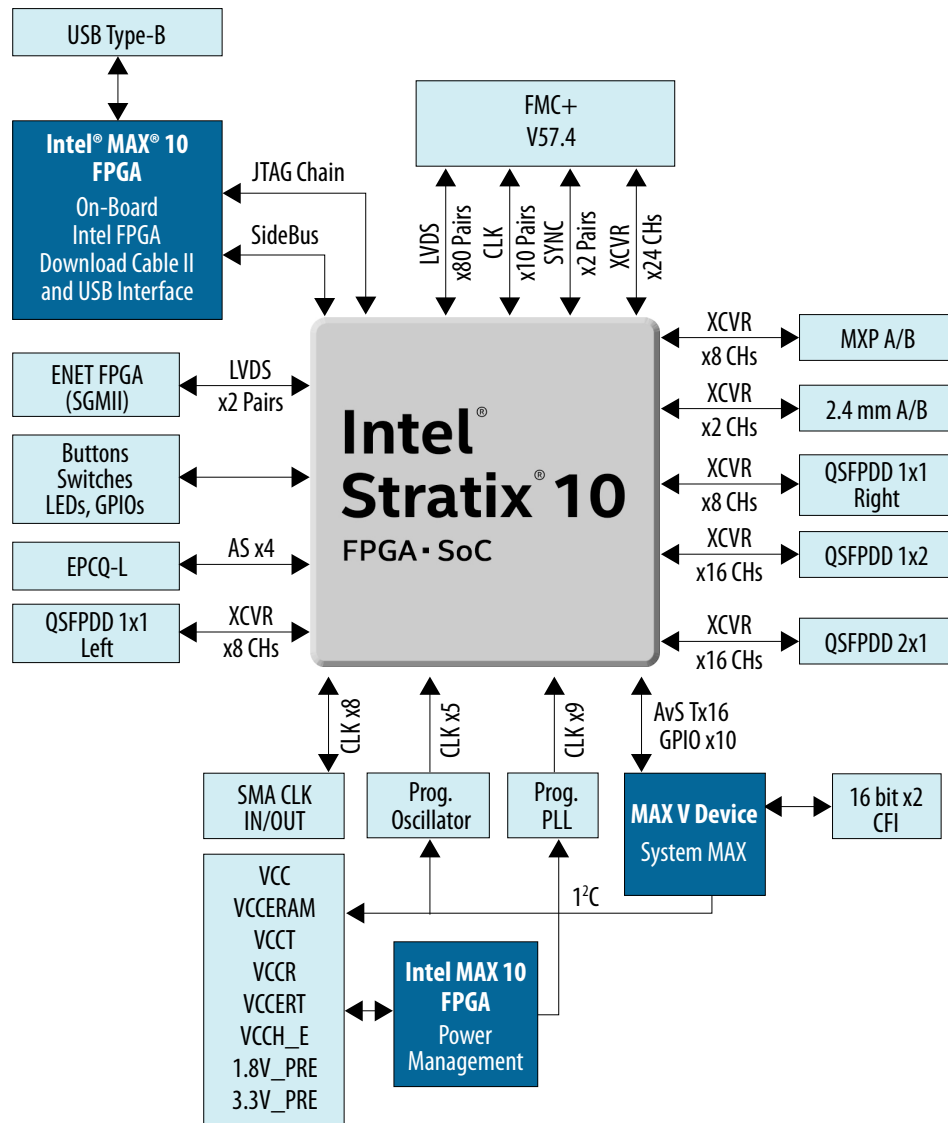 USB Type-B
Intel® MAX® 10
FPGA
On-Board
Intel FPGA
Download Cable II
and USB Interface
JTAG Chain
SideBus
FMC+
V57.4
LVDS
x80 Pairs
CLK
x10 Pairs
SYNC
x2 Pairs
XCVR
x24 CHs
ENET FPGA
(SGMII)
LVDS
x2 Pairs
Buttons
Switches
LEDs, GPIOs
EPCQ-L
AS x4
QSFPDD 1x1
Left
XCVR
x8 CHs
Intel®
Stratix® 10
FPGA · SoC
XCVR
x8 CHs
MXP A/B
XCVR
x2 CHs
2.4 mm A/B
XCVR
x8 CHs
QSFPDD 1x1
Right
XCVR
x16 CHs
QSFPDD 1x2
XCVR
x16 CHs
QSFPDD 2x1
CLK x8
CLK x5
CLK x9
AvS Tx16
GPIO x10
SMA CLK
IN/OUT
Prog.
Oscillator
Prog.
PLL
MAX V Device
System MAX
16 bit x2
CFI
1²C
VCC
VCCERAM
VCCT
VCCR
VCCERT
VCCH_E
1.8V_PRE
3.3V_PRE
Intel MAX 10
FPGA
Power
Management